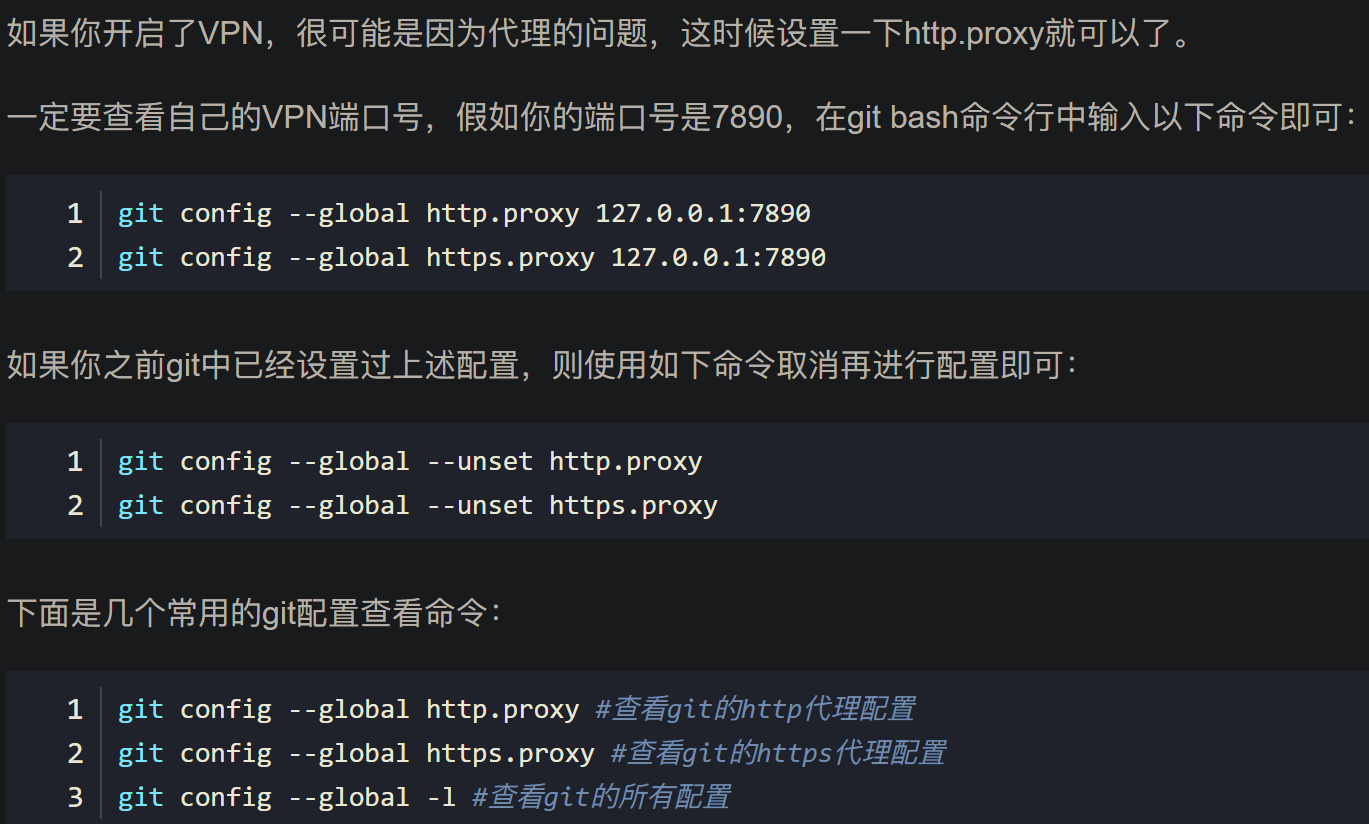 如果你开启了VPN，很可能是因为代理的问题，这时候设置一下http.proxy就可以了。
一定要查看自己的VPN端口号，假如你的端口号是7890，在git bash命令行中输入以下命令即可：
1 git config --global http.proxy 127.0.0.1:7890
2 git config --global https.proxy 127.0.0.1:7890
如果你之前git中已经设置过上述配置，则使用如下命令取消再进行配置即可：
1 git config --global --unset http.proxy
2 git config --global --unset https.proxy
下面是几个常用的git配置查看命令：
1 git config --global http.proxy #查看git的http代理配置
2 git config --global https.proxy #查看git的https代理配置
3 git config --global -l #查看git的所有配置